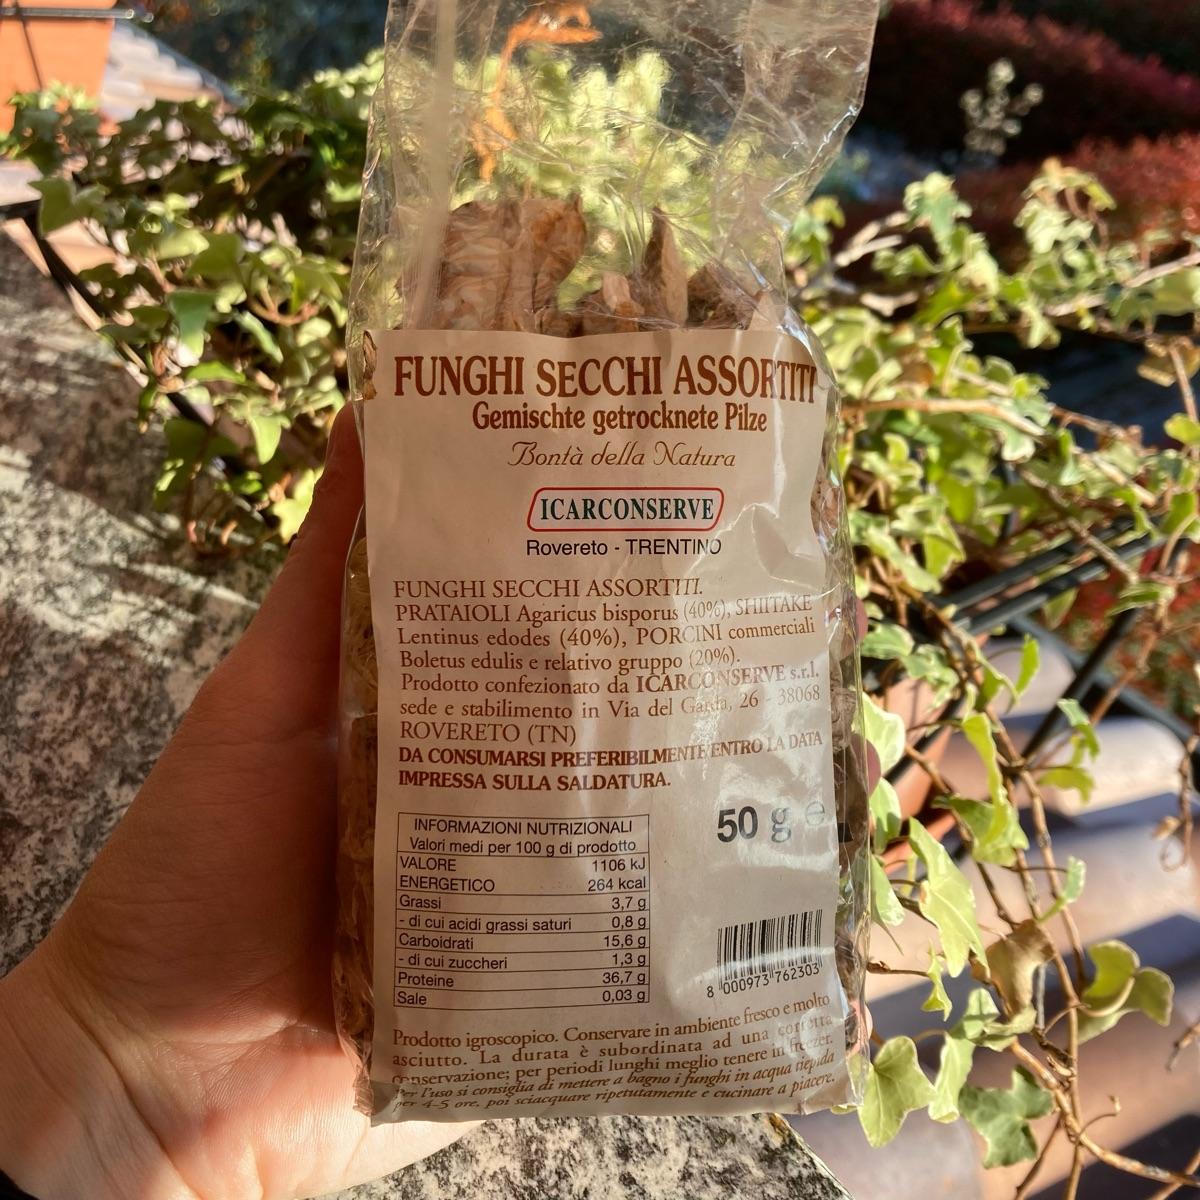 FUNGHI SECCHI ASSORTITI
Gemischte getrocknete Pilze
Bontà della Natura
ICARCONSERVE
Rovereto - TRENTINO
FUNGHI SECCHI ASSORTITI.
PRATAIOLI Agaricus bisporus (40%), SHIITAKE
Lentinus edodes (40%), PORCINI commerciali
Boletus edulis e relativo gruppo (20%).
Prodotto confezionato da ICARCONSERVE s.r.l.
sede e stabilimento in Via del Garda, 26 - 38068
ROVERETO (TN)
DA CONSUMARSI PREFERIBILMENTE ENTRO LA DATA
IMPRESSA SULLA SALDATURA.
50 g e
INFORMAZIONI NUTRIZIONALI
Valori medi per 100 g di prodotto
VALORE 1106 kJ
ENERGETICO 264 kcal
Grassi 3,7 g
- di cui acidi grassi saturi 0,8 g
Carboidrati 15,6 g
- di cui zuccheri 1,3 g
Proteine 36,7 g
Sale 0,03 g
8 000973 762303
Prodotto igroscopico. Conservare in ambiente fresco e molto
asciutto. La durata è subordinata ad una corretta
conservazione; per periodi lunghi meglio tenere in freezer.
Per l'uso si consiglia di mettere a bagno i funghi in acqua tiepida
per 4-5 ore, poi sciacquare ripetutamente e cucinare a piacere.